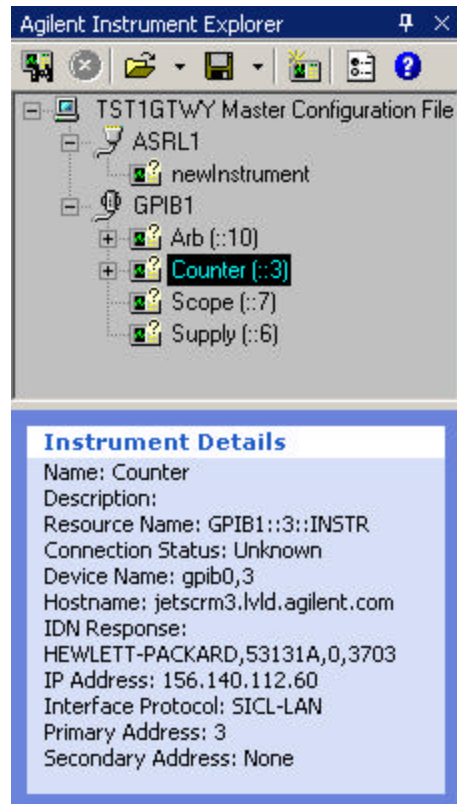 Agilent Instrument Explorer
TST1GTWY Master Configuration File
ASRL1
newInstrument
GPIB1
Arb (::10)
Counter (::3)
Scope (::7)
Supply (::6)
Instrument Details
Name: Counter
Description:
Resource Name: GPIB1::3::INSTR
Connection Status: Unknown
Device Name: gpib0,3
Hostname: jetscrm3.lvld.agilent.com
IDN Response:
HEWLETT-PACKARD,53131A,0,3703
IP Address: 156.140.112.60
Interface Protocol: SICL-LAN
Primary Address: 3
Secondary Address: None